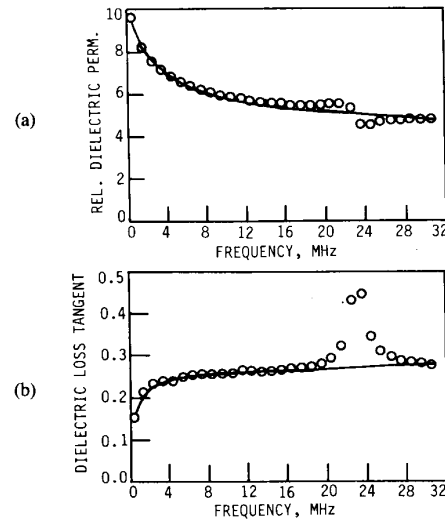 (a)
REL. DIELECTRIC PERM.
10
8
6
4
2
0
0 4 8 12 16 20 24 28 32
FREQUENCY, MHz
(b)
DIELECTRIC LOSS TANGENT
0.5
0.4
0.3
0.2
0.1
0.0
0 4 8 12 16 20 24 28 32
FREQUENCY, MHz